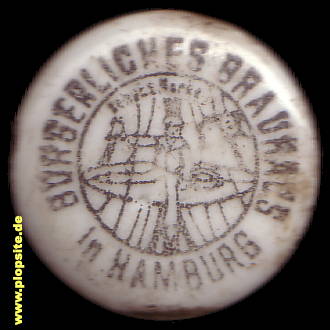 BÜRGERLICHES BRAUHAUS
in HAMBURG
www.plopsite.de